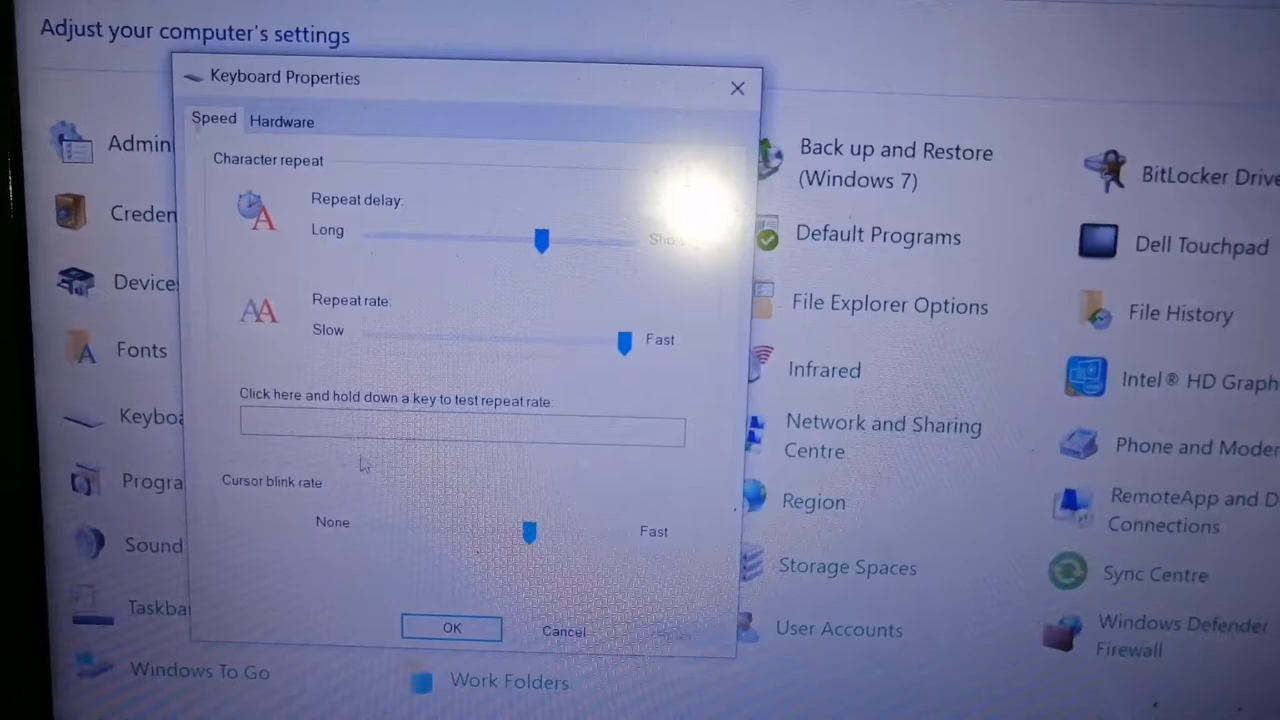 Adjust your computer's settings
Keyboard Properties
Speed
Hardware
Character repeat
Repeat delay:
Long
Repeat rate:
Slow
Fast
Click here and hold down a key to test repeat rate:
Cursor blink rate
None
Fast
OK
Cancel
Admin
Creden
Device
Fonts
Keybo
Progra
Sound
Taskba
Windows To Go
Work Folders
Back up and Restore
(Windows 7)
Default Programs
File Explorer Options
Infrared
Network and Sharing
Centre
Region
Storage Spaces
User Accounts
BitLocker Drive
Dell Touchpad
File History
Intel® HD Graph
Phone and Moder
RemoteApp and D
Connections
Sync Centre
Windows Defender
Firewall